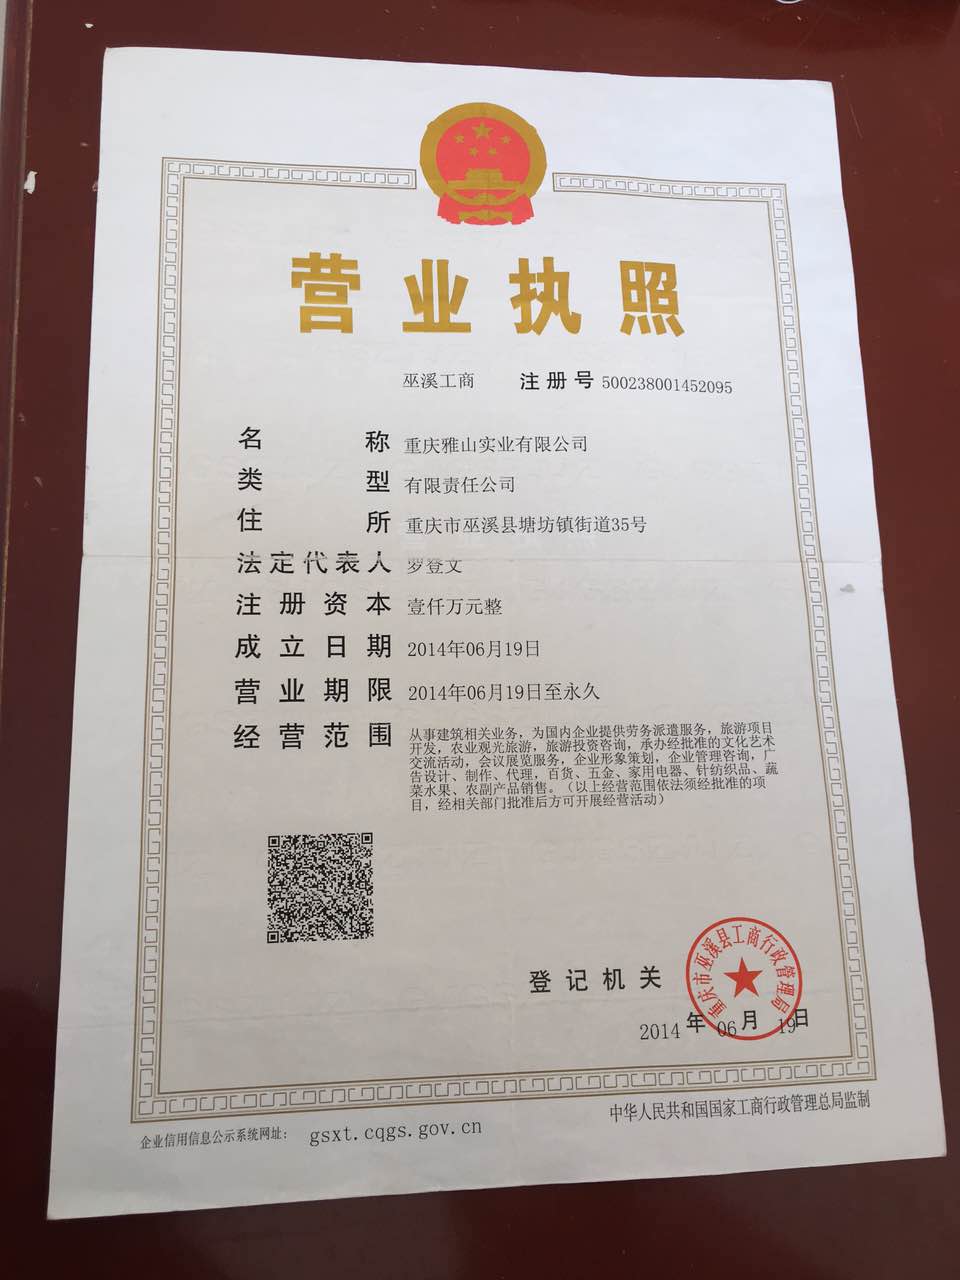 营业执照
巫溪工商 注册号 500238001452095
名称 重庆雅山实业有限公司
类型 有限责任公司
住所 重庆市巫溪县塘坊镇街道35号
法定代表人 罗登文
注册资本 壹仟万元整
成立日期 2014年06月19日
营业期限 2014年06月19日至永久
经营范围 从事建筑相关业务，为国内企业提供劳务派遣服务，旅游项目
开发，农业观光旅游，旅游投资咨询，承办经批准的文化艺术
交流活动，会议展览服务，企业形象策划，企业管理咨询，广
告设计、制作、代理，百货、五金、家用电器、针纺织品、蔬
菜水果、农副产品销售。（以上经营范围依法须经批准的项
目，经相关部门批准后方可开展经营活动）
登记机关
重庆市巫溪县工商行政管理局
2014年06月19日
中华人民共和国国家工商行政管理总局监制
企业信用信息公示系统网址： gsxt.cqgs.gov.cn